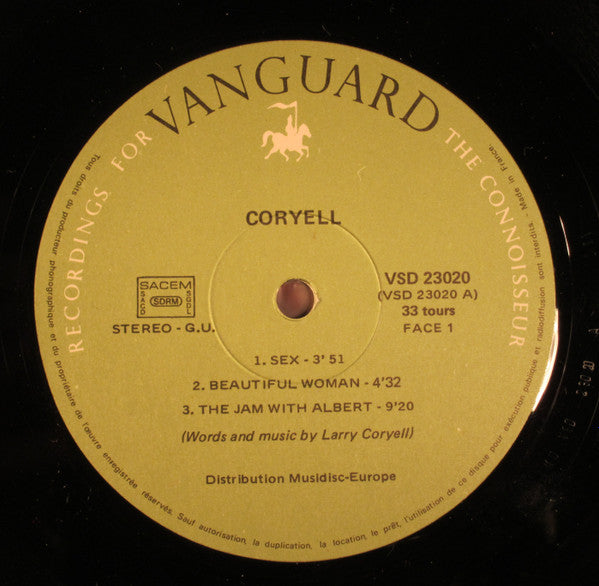 RECORDINGS FOR VANGUARD THE CONNOISSEUR
CORYELL
SACEM
SACD
SDRM
SGDL
STEREO - G.U.
VSD 23020
(VSD 23020 A)
33 tours
FACE 1
1. SEX - 3' 51
2. BEAUTIFUL WOMAN - 4'32
3. THE JAM WITH ALBERT - 9'20
(Words and music by Larry Coryell)
Distribution Musidisc-Europe
Tous droits du producteur phonographique et du propriétaire de l'œuvre enregistrée réservés. Sauf autorisation, la duplication, la location, le prêt, l'utilisation de ce disque pour exécution publique et radiodiffusion sont interdits. - Made in France.